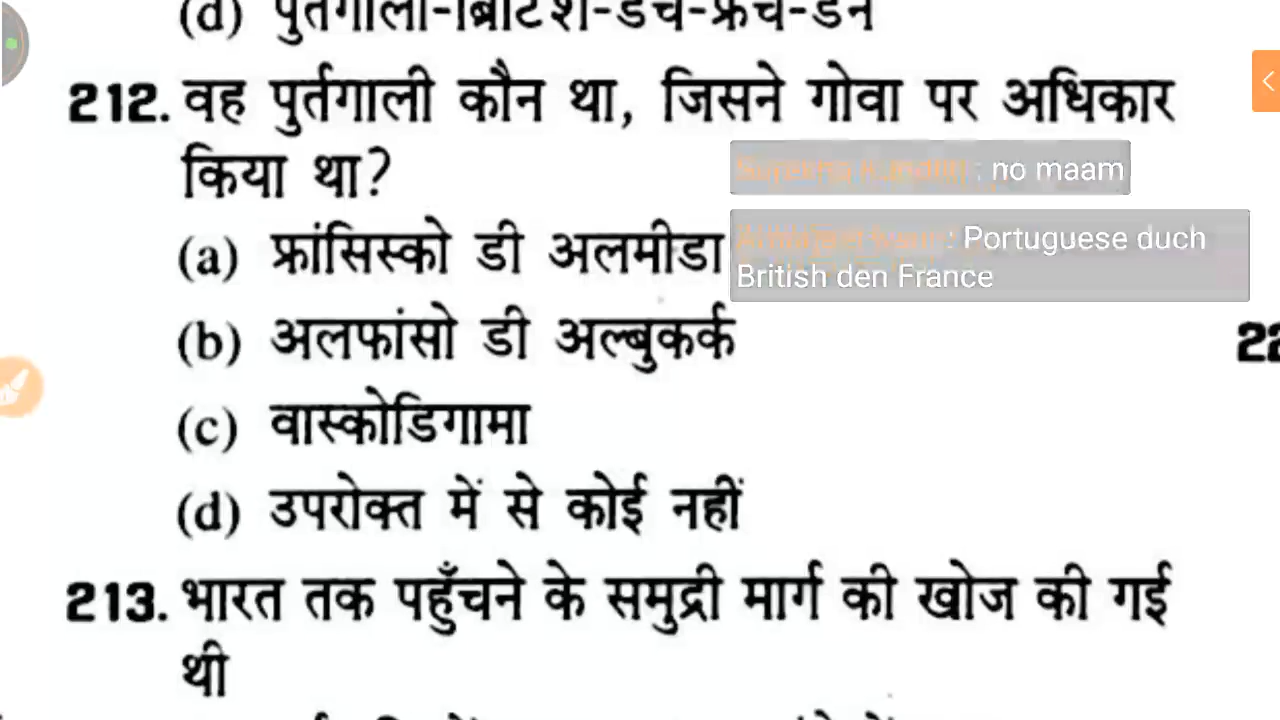 (d) पुर्तगाली-ब्रिटिश-डच-फ्रेंच-डेन
212. वह पुर्तगाली कौन था, जिसने गोवा पर अधिकार
किया था?
: no maam
(a) फ्रांसिस्को डी अलमीडा
: Portuguese duch
British den France
(b) अलफांसो डी अल्बुकर्क
(c) वास्कोडिगामा
(d) उपरोक्त में से कोई नहीं
213. भारत तक पहुँचने के समुद्री मार्ग की खोज की गई
थी
22